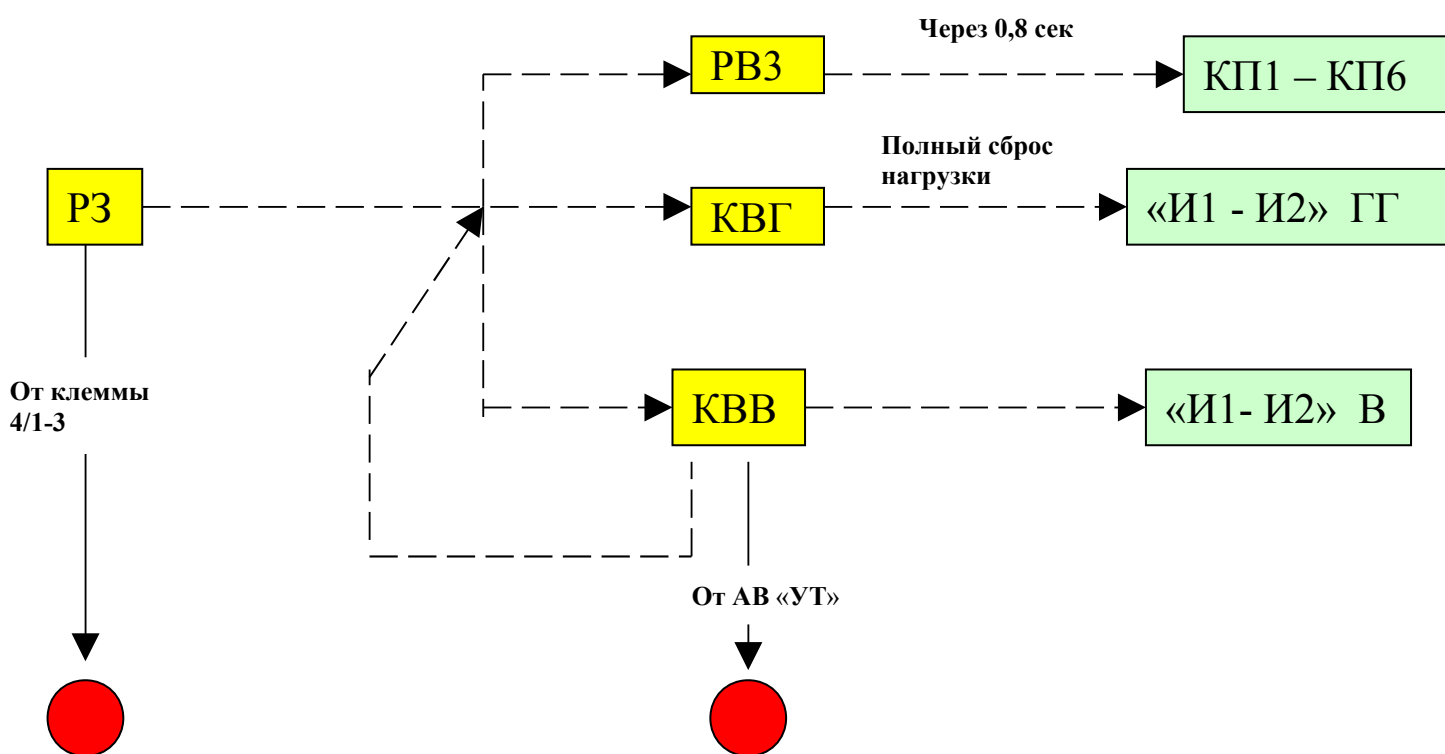 Через 0,8 сек
РВ3
КП1 – КП6
Полный сброс
нагрузки
РЗ
КВГ
«И1 - И2» ГГ
От клеммы
4/1-3
КВВ
«И1- И2» В
От АВ «УТ»